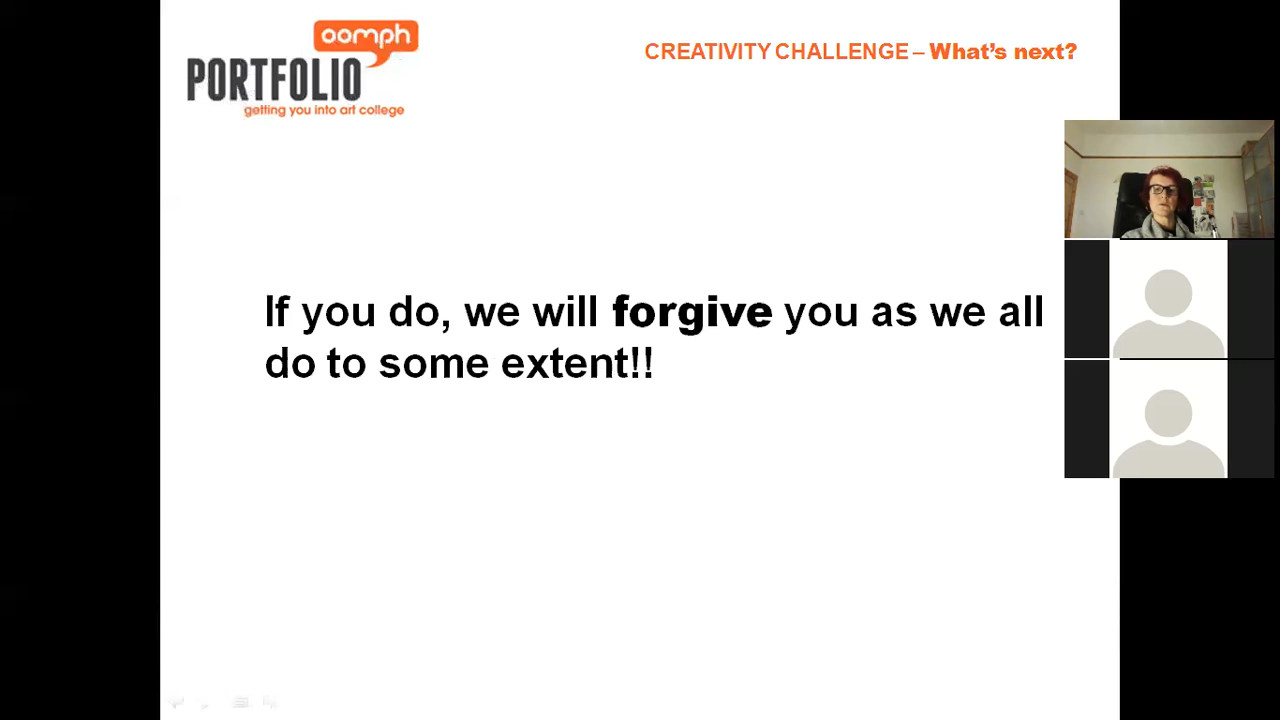 oomph
PORTFOLIO
getting you into art college
CREATIVITY CHALLENGE – What's next?
If you do, we will forgive you as we all
do to some extent!!